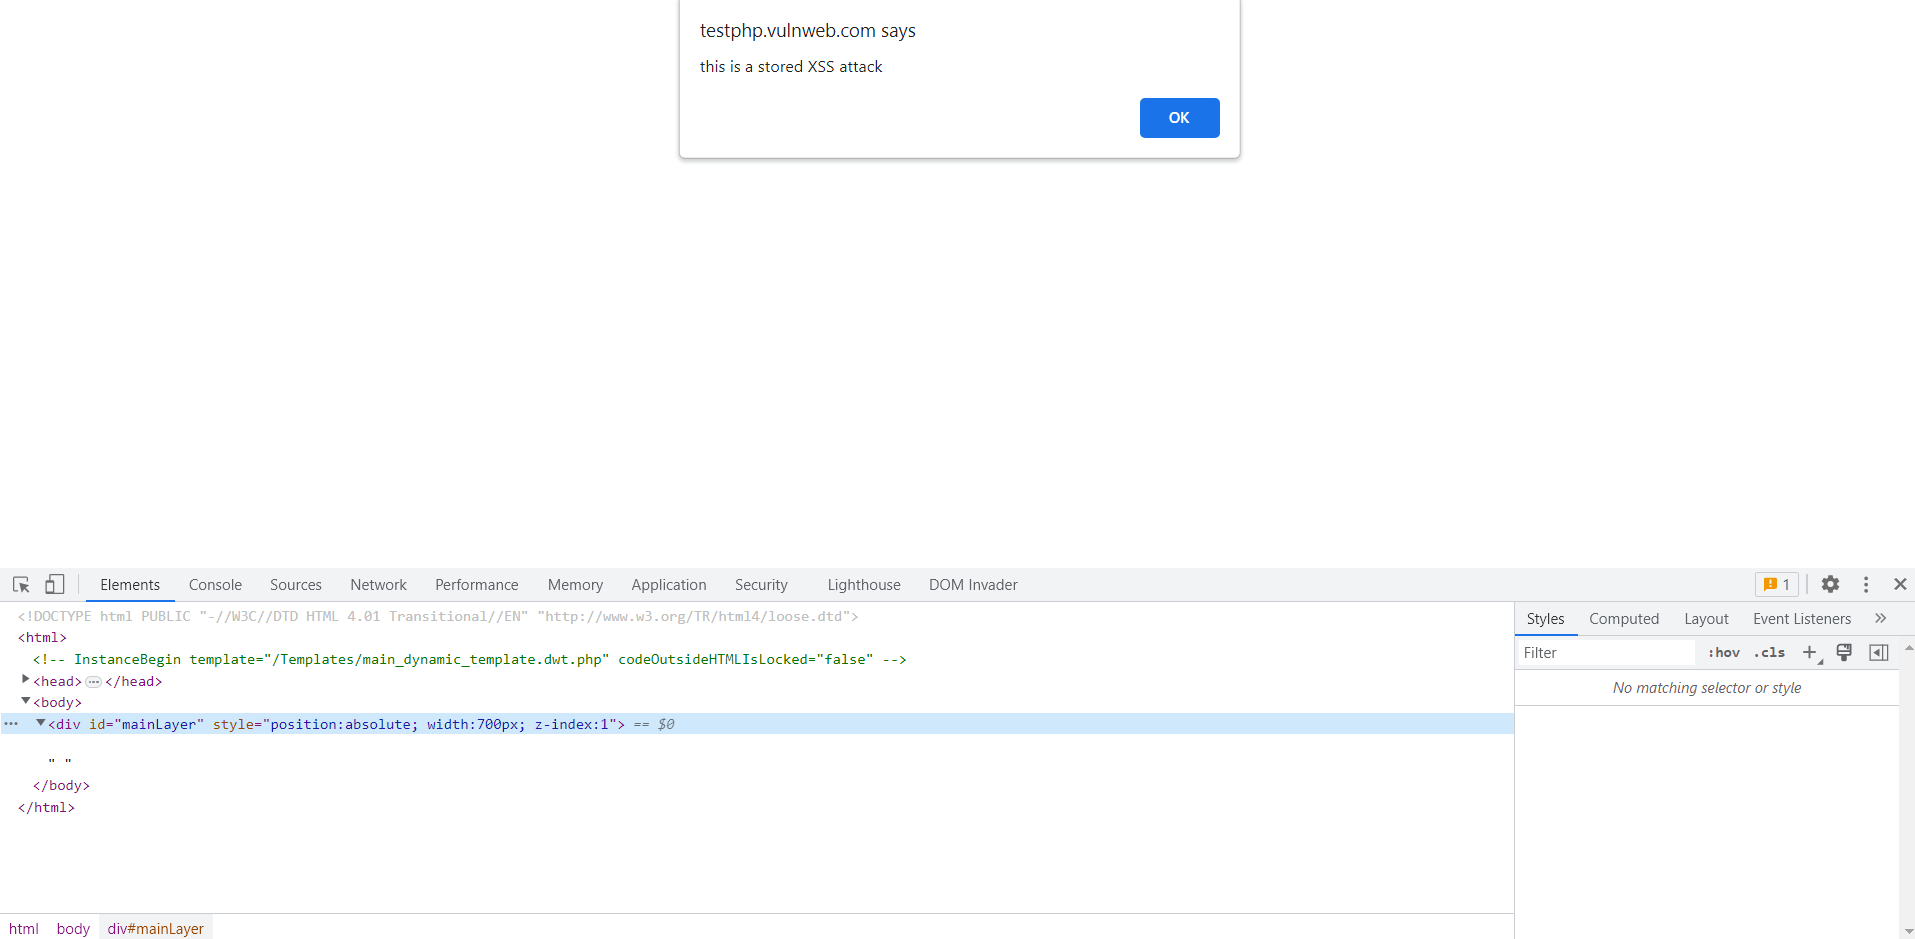 testphp.vulnweb.com says
this is a stored XSS attack
OK
Elements Console Sources Network Performance Memory Application Security Lighthouse DOM Invader 1
<!DOCTYPE html PUBLIC "-//W3C//DTD HTML 4.01 Transitional//EN" "http://www.w3.org/TR/html4/loose.dtd">
<html>
<!-- InstanceBegin template="/Templates/main_dynamic_template.dwt.php" codeOutsideHTMLIsLocked="false" -->
<head>…</head>
<body>
<div id="mainLayer" style="position:absolute; width:700px; z-index:1"> == $0
" "
</body>
</html>
html body div#mainLayer
Styles Computed Layout Event Listeners »
Filter :hov .cls +
No matching selector or style